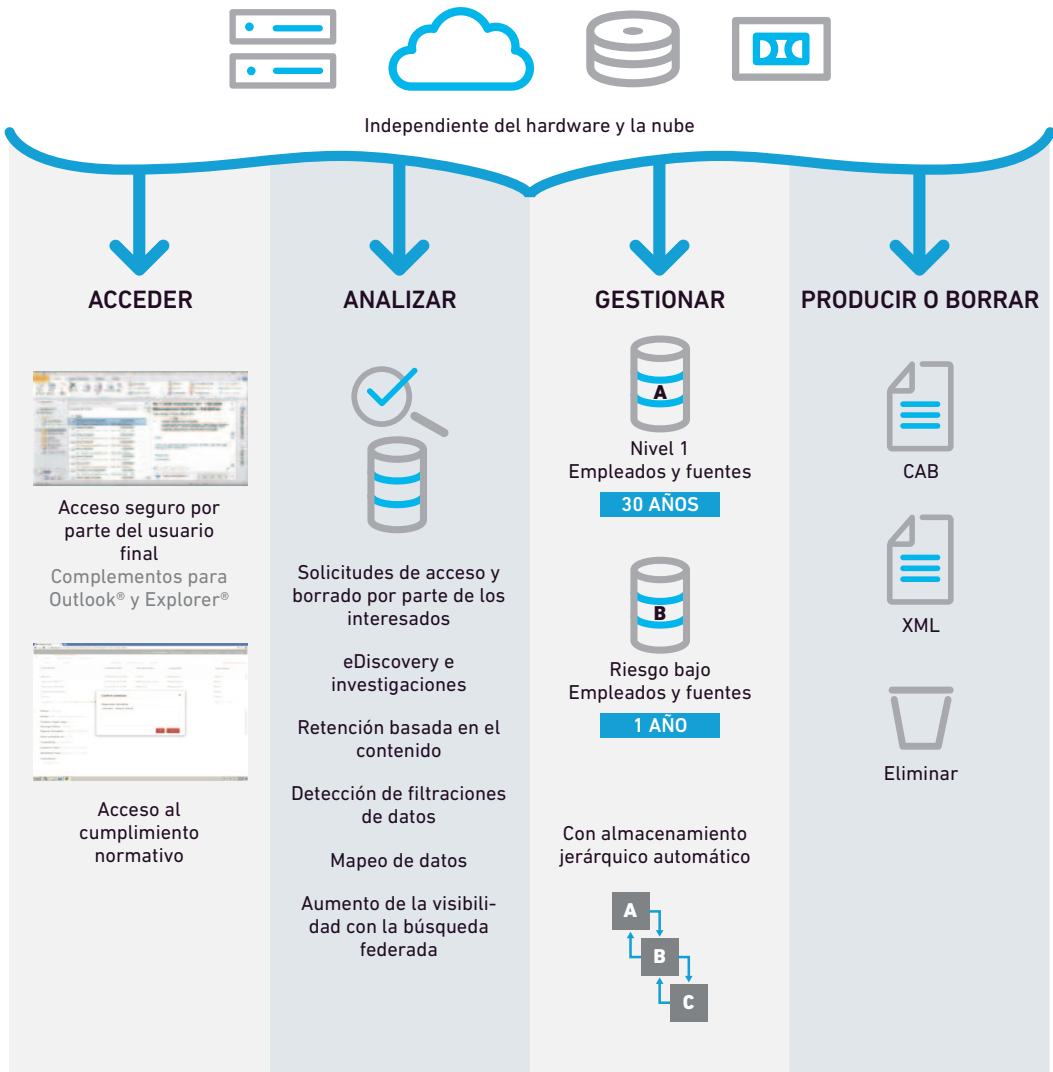 Independiente del hardware y la nube
ACCEDER
Acceso seguro por
parte del usuario
final
Complementos para
Outlook® y Explorer®
Acceso al
cumplimiento
normativo
ANALIZAR
Solicitudes de acceso y
borrado por parte de los
interesados
eDiscovery e
investigaciones
Retención basada en el
contenido
Detección de filtraciones
de datos
Mapeo de datos
Aumento de la visibili-
dad con la búsqueda
federada
GESTIONAR
A
Nivel 1
Empleados y fuentes
30 AÑOS
B
Riesgo bajo
Empleados y fuentes
1 AÑO
Con almacenamiento
jerárquico automático
A
B
C
PRODUCIR O BORRAR
CAB
XML
Eliminar